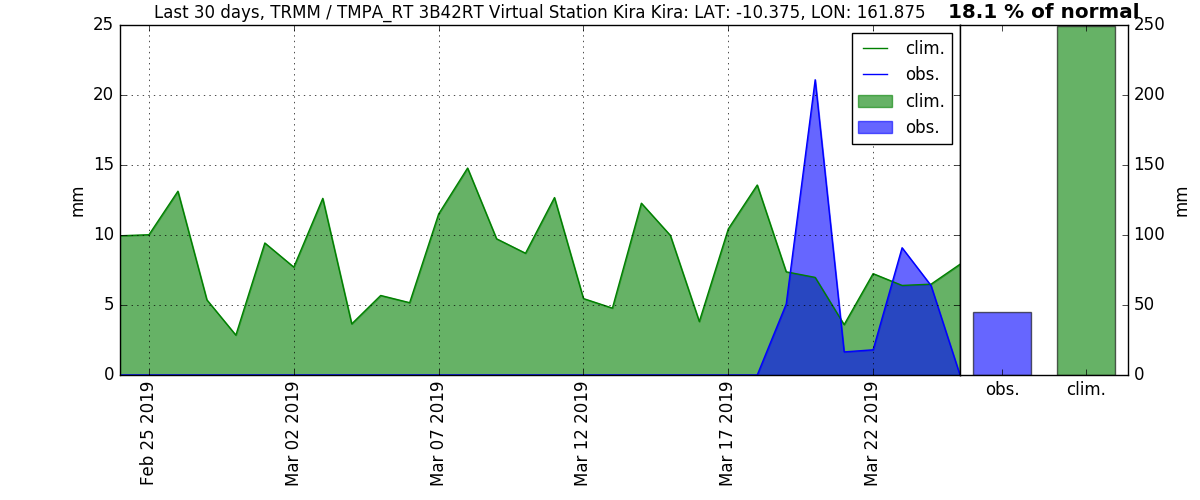 Last 30 days, TRMM / TMPA_RT 3B42RT Virtual Station Kira Kira: LAT: -10.375, LON: 161.875
18.1 % of normal
25
20
15
10
5
0
mm
clim.
obs.
clim.
obs.
250
200
150
100
50
0
mm
Feb 25 2019
Mar 02 2019
Mar 07 2019
Mar 12 2019
Mar 17 2019
Mar 22 2019
obs.
clim.